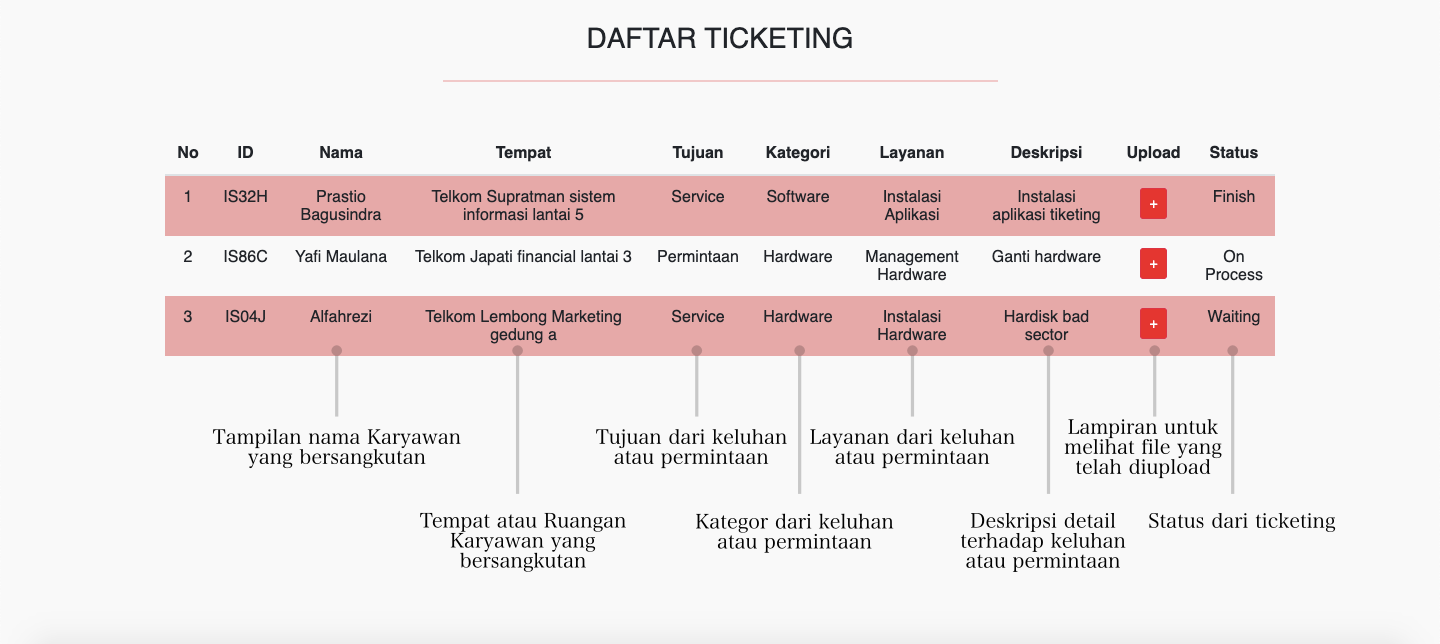 DAFTAR TICKETING
No ID Nama Tempat Tujuan Kategori Layanan Deskripsi Upload Status
1 IS32H Prastio Telkom Supratman sistem Service Software Instalasi Instalasi + Finish
Bagusindra informasi lantai 5 Aplikasi aplikasi tiketing
2 IS86C Yafi Maulana Telkom Japati financial lantai 3 Permintaan Hardware Management Ganti hardware + On
Hardware Process
3 IS04J Alfahrezi Telkom Lembong Marketing Service Hardware Instalasi Hardisk bad + Waiting
gedung a Hardware sector
Tampilan nama Karyawan
yang bersangkutan
Tujuan dari keluhan
atau permintaan
Layanan dari keluhan
atau permintaan
Lampiran untuk
melihat file yang
telah diupload
Tempat atau Ruangan
Karyawan yang
bersangkutan
Kategor dari keluhan
atau permintaan
Deskripsi detail
terhadap keluhan
atau permintaan
Status dari ticketing